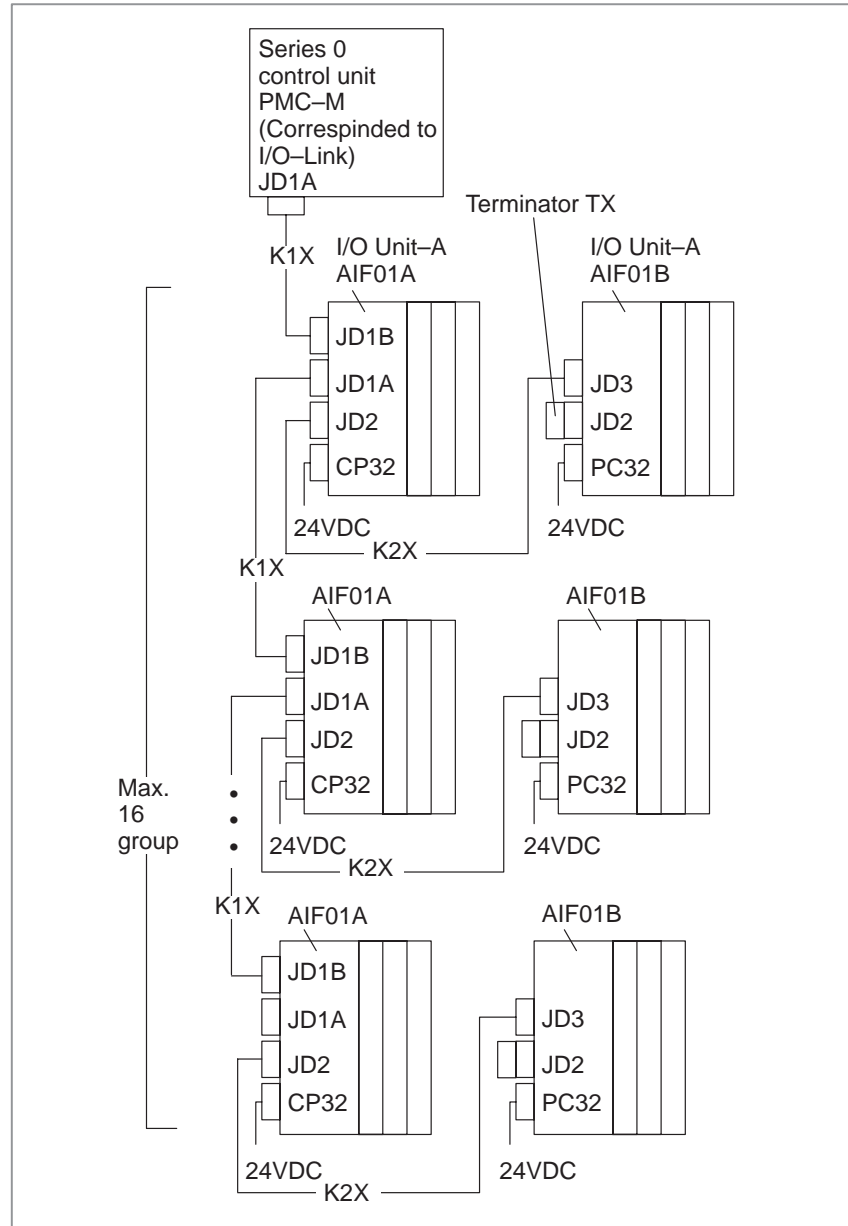 Series 0
control unit
PMC–M
(Correspinded to
I/O–Link)
JD1A
Terminator TX
K1X
I/O Unit–A
AIF01A
I/O Unit–A
AIF01B
JD1B
JD1A
JD2
CP32
JD3
JD2
PC32
24VDC
24VDC
K2X
K1X
AIF01A
AIF01B
JD1B
JD1A
JD2
CP32
JD3
JD2
PC32
Max.
16
group
24VDC
24VDC
K2X
K1X
AIF01A
AIF01B
JD1B
JD1A
JD2
CP32
JD3
JD2
PC32
24VDC
24VDC
K2X